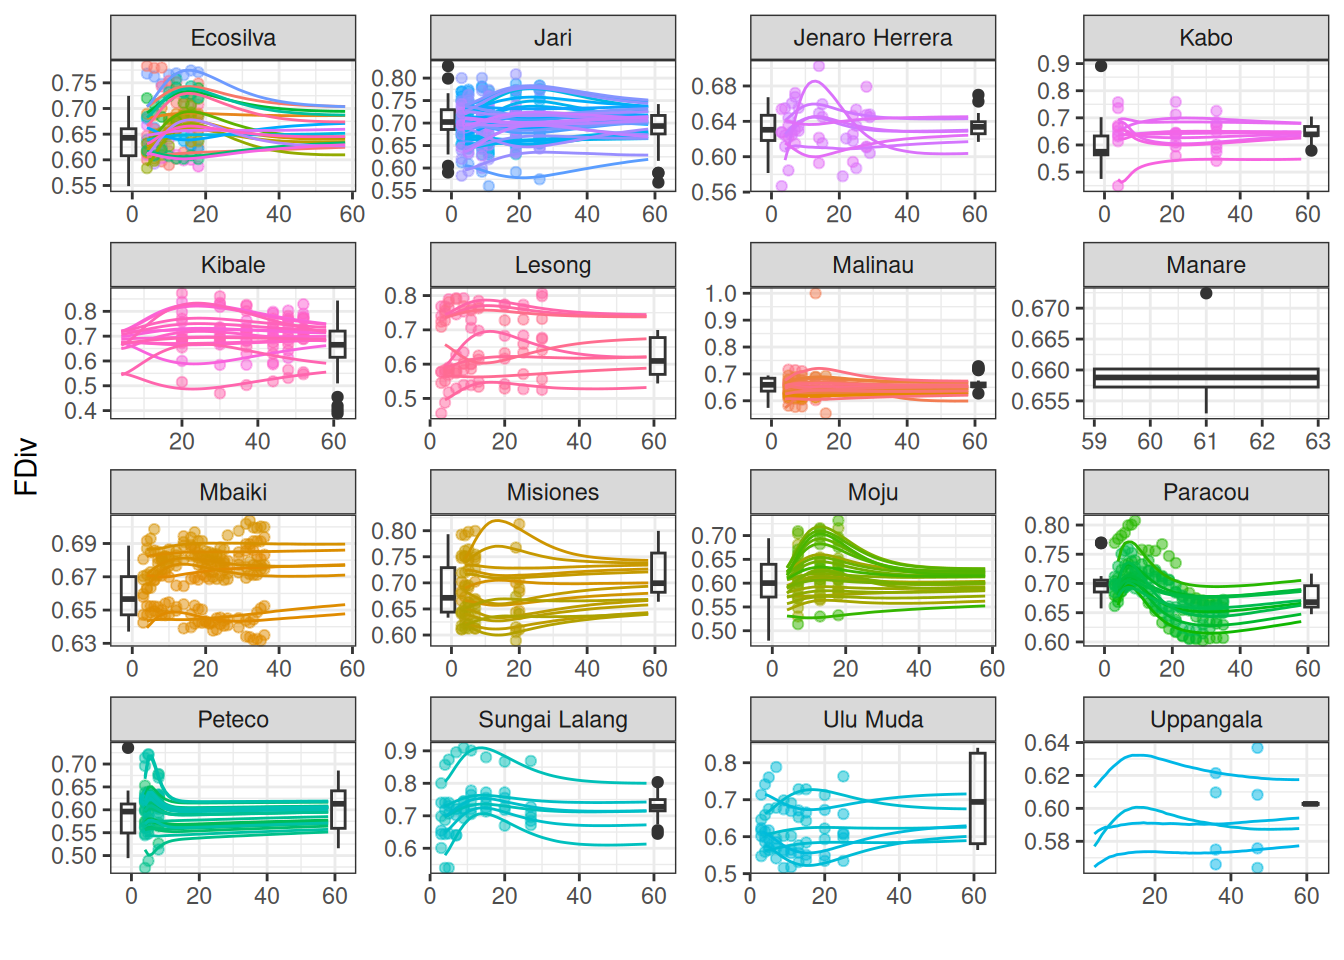 Ecosilva
Jari
Jenaro Herrera
Kabo
0.75
0.70
0.65
0.60
0.55
0 20 40 60
0.80
0.75
0.70
0.65
0.60
0.55
0 20 40 60
0.68
0.64
0.60
0.56
0 20 40 60
0.9
0.8
0.7
0.6
0.5
0 20 40 60
Kibale
Lesong
Malinau
Manare
0.8
0.7
0.6
0.5
0.4
20 40 60
0.8
0.7
0.6
0.5
0 20 40 60
1.0
0.9
0.8
0.7
0.6
0 20 40 60
0.670
0.665
0.660
0.655
59 60 61 62 63
FDiv
Mbaiki
Misiones
Moju
Paracou
0.69
0.67
0.65
0.63
0 20 40 60
0.80
0.75
0.70
0.65
0.60
0 20 40 60
0.70
0.65
0.60
0.55
0.50
0 20 40 60
0.80
0.75
0.70
0.65
0.60
0 20 40 60
Peteco
Sungai Lalang
Ulu Muda
Uppangala
0.70
0.65
0.60
0.55
0.50
0 20 40 60
0.9
0.8
0.7
0.6
0 20 40 60
0.8
0.7
0.6
0.5
0 20 40 60
0.64
0.62
0.60
0.58
20 40 60